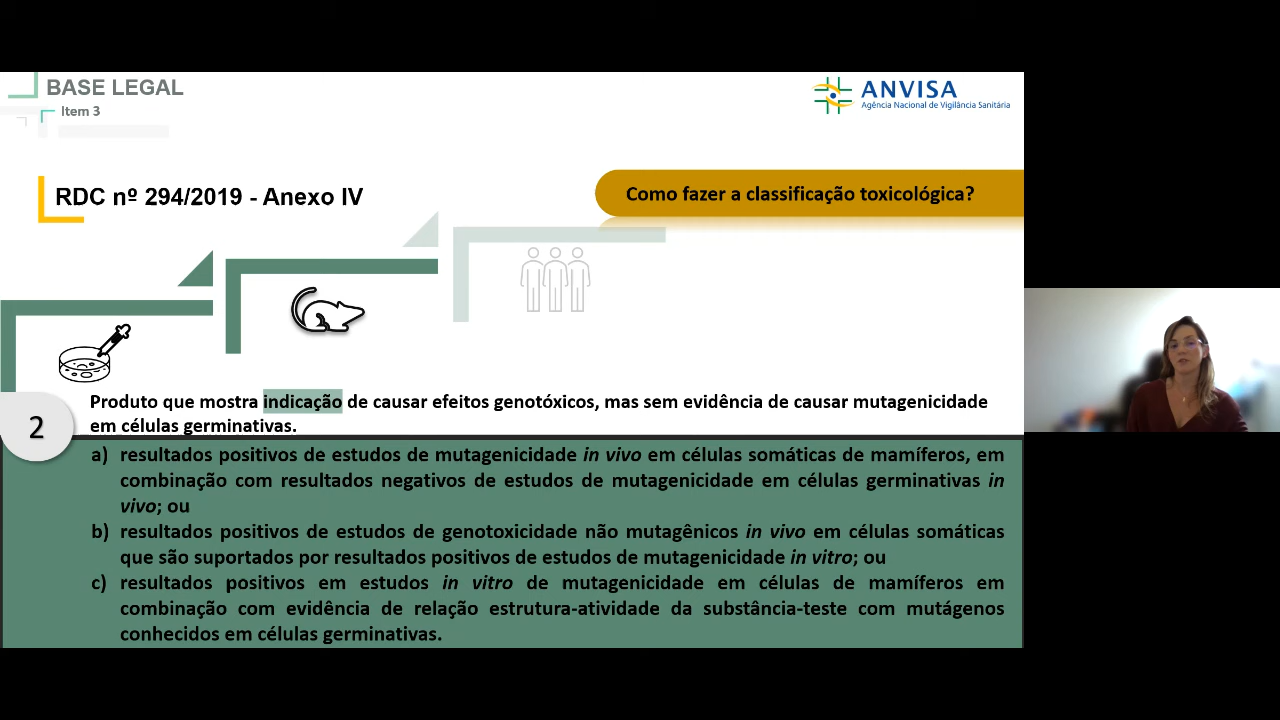 BASE LEGAL
Item 3
ANVISA
Agência Nacional de Vigilância Sanitária
RDC nº 294/2019 - Anexo IV
Como fazer a classificação toxicológica?
2
Produto que mostra indicação de causar efeitos genotóxicos, mas sem evidência de causar mutagenicidade
em células germinativas.
a) resultados positivos de estudos de mutagenicidade in vivo em células somáticas de mamíferos, em
combinação com resultados negativos de estudos de mutagenicidade em células germinativas in
vivo; ou
b) resultados positivos de estudos de genotoxicidade não mutagênicos in vivo em células somáticas
que são suportados por resultados positivos de estudos de mutagenicidade in vitro; ou
c) resultados positivos em estudos in vitro de mutagenicidade em células de mamíferos em
combinação com evidência de relação estrutura-atividade da substância-teste com mutágenos
conhecidos em células germinativas.